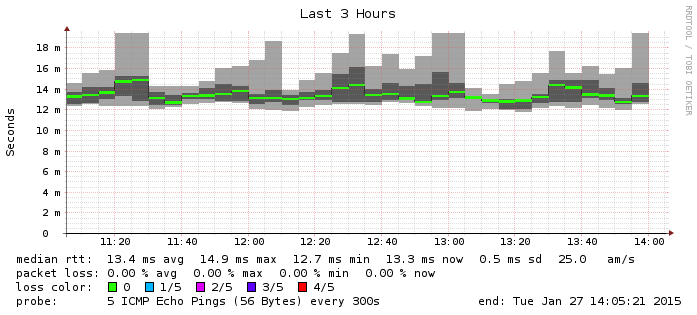 Last 3 Hours
RRDTOOL / TOBI OETIKER
Seconds
18 m
16 m
14 m
12 m
10 m
8 m
6 m
4 m
2 m
0
11:20 11:40 12:00 12:20 12:40 13:00 13:20 13:40 14:00
median rtt: 13.4 ms avg 14.9 ms max 12.7 ms min 13.3 ms now 0.5 ms sd 25.0 am/s
packet loss: 0.00 % avg 0.00 % max 0.00 % min 0.00 % now
loss color: 0 1/5 2/5 3/5 4/5
probe: 5 ICMP Echo Pings (56 Bytes) every 300s end: Tue Jan 27 14:05:21 2015